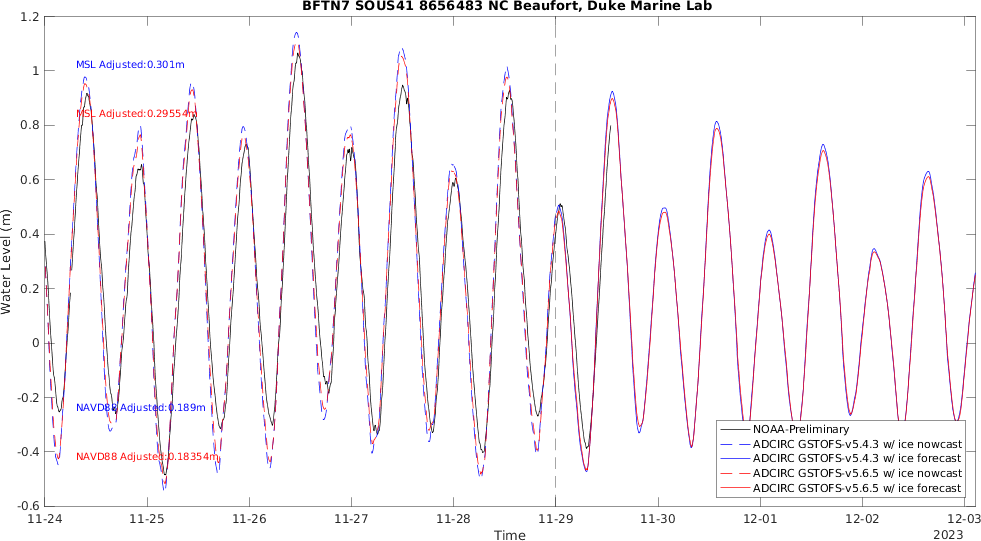 BFTN7 SOUS41 8656483 NC Beaufort, Duke Marine Lab
1.2
1
0.8
0.6
0.4
0.2
0
-0.2
-0.4
-0.6
Water Level (m)
MSL Adjusted:0.301m
MSL Adjusted:0.29554m
NAVD88 Adjusted:0.189m
NAVD88 Adjusted:0.18354m
NOAA-Preliminary
ADCIRC GSTOFS-v5.4.3 w/ ice nowcast
ADCIRC GSTOFS-v5.4.3 w/ ice forecast
ADCIRC GSTOFS-v5.6.5 w/ ice nowcast
ADCIRC GSTOFS-v5.6.5 w/ ice forecast
11-24 11-25 11-26 11-27 11-28 11-29 11-30 12-01 12-02 12-03
Time
2023